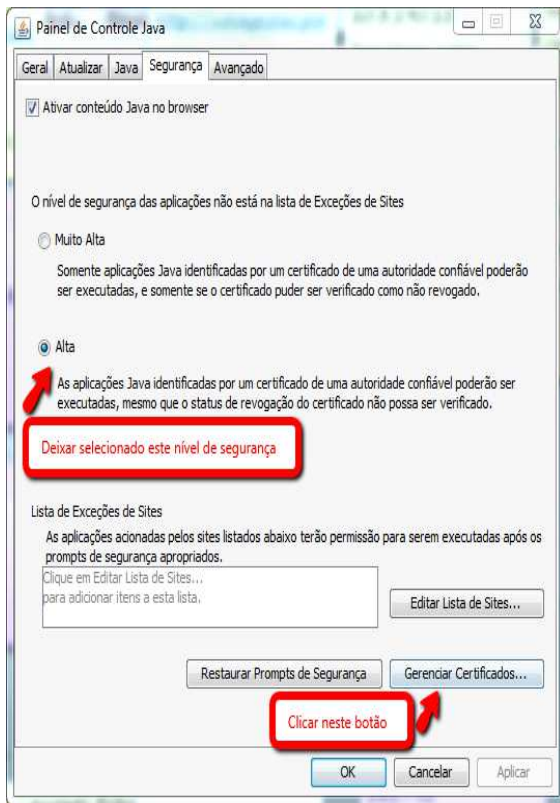 Painel de Controle Java
Geral Atualizar Java Segurança Avançado
Ativar conteúdo Java no browser
O nível de segurança das aplicações não está na lista de Exceções de Sites
Muito Alta
Somente aplicações Java identificadas por um certificado de uma autoridade confiável poderão
ser executadas, e somente se o certificado puder ser verificado como não revogado.
Alta
As aplicações Java identificadas por um certificado de uma autoridade confiável poderão ser
executadas, mesmo que o status de revogação do certificado não possa ser verificado.
Deixar selecionado este nível de segurança
Lista de Exceções de Sites
As aplicações acionadas pelos sites listados abaixo terão permissão para serem executadas após os
prompts de segurança apropriados.
Clique em Editar Lista de Sites...
para adicionar itens a esta lista.
Editar Lista de Sites...
Restaurar Prompts de Segurança Gerenciar Certificados...
Clicar neste botão
OK Cancelar Aplicar